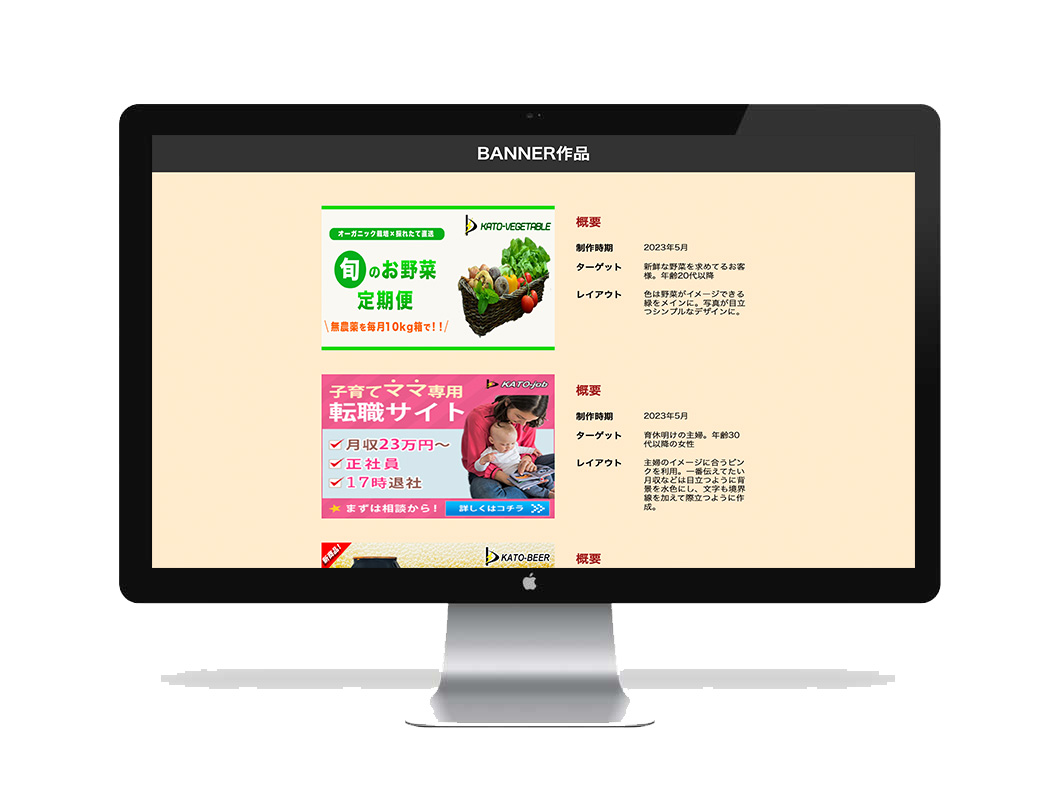 BANNER作品
KATO-VEGETABLE
オーガニック栽培×採れたて直送
旬のお野菜
定期便
\無農薬を毎月10kg箱で!!/
概要
制作時期 2023年5月
ターゲット 新鮮な野菜を求めてるお客
様。年齢20代以降
レイアウト 色は野菜がイメージできる
緑をメインに。写真が目立
つシンプルなデザインに。
KATO-job
子育てママ専用
転職サイト
月収23万円〜
正社員
17時退社
まずは相談から!
詳しくはコチラ
概要
制作時期 2023年5月
ターゲット 育休明けの主婦。年齢30
代以降の女性
レイアウト 主婦のイメージに合うピン
クを利用。一番伝えてたい
月収などは目立つように背
景を水色にし、文字も境界
線を加えて際立つように作
成。
新商品!
KATO-BEER
概要